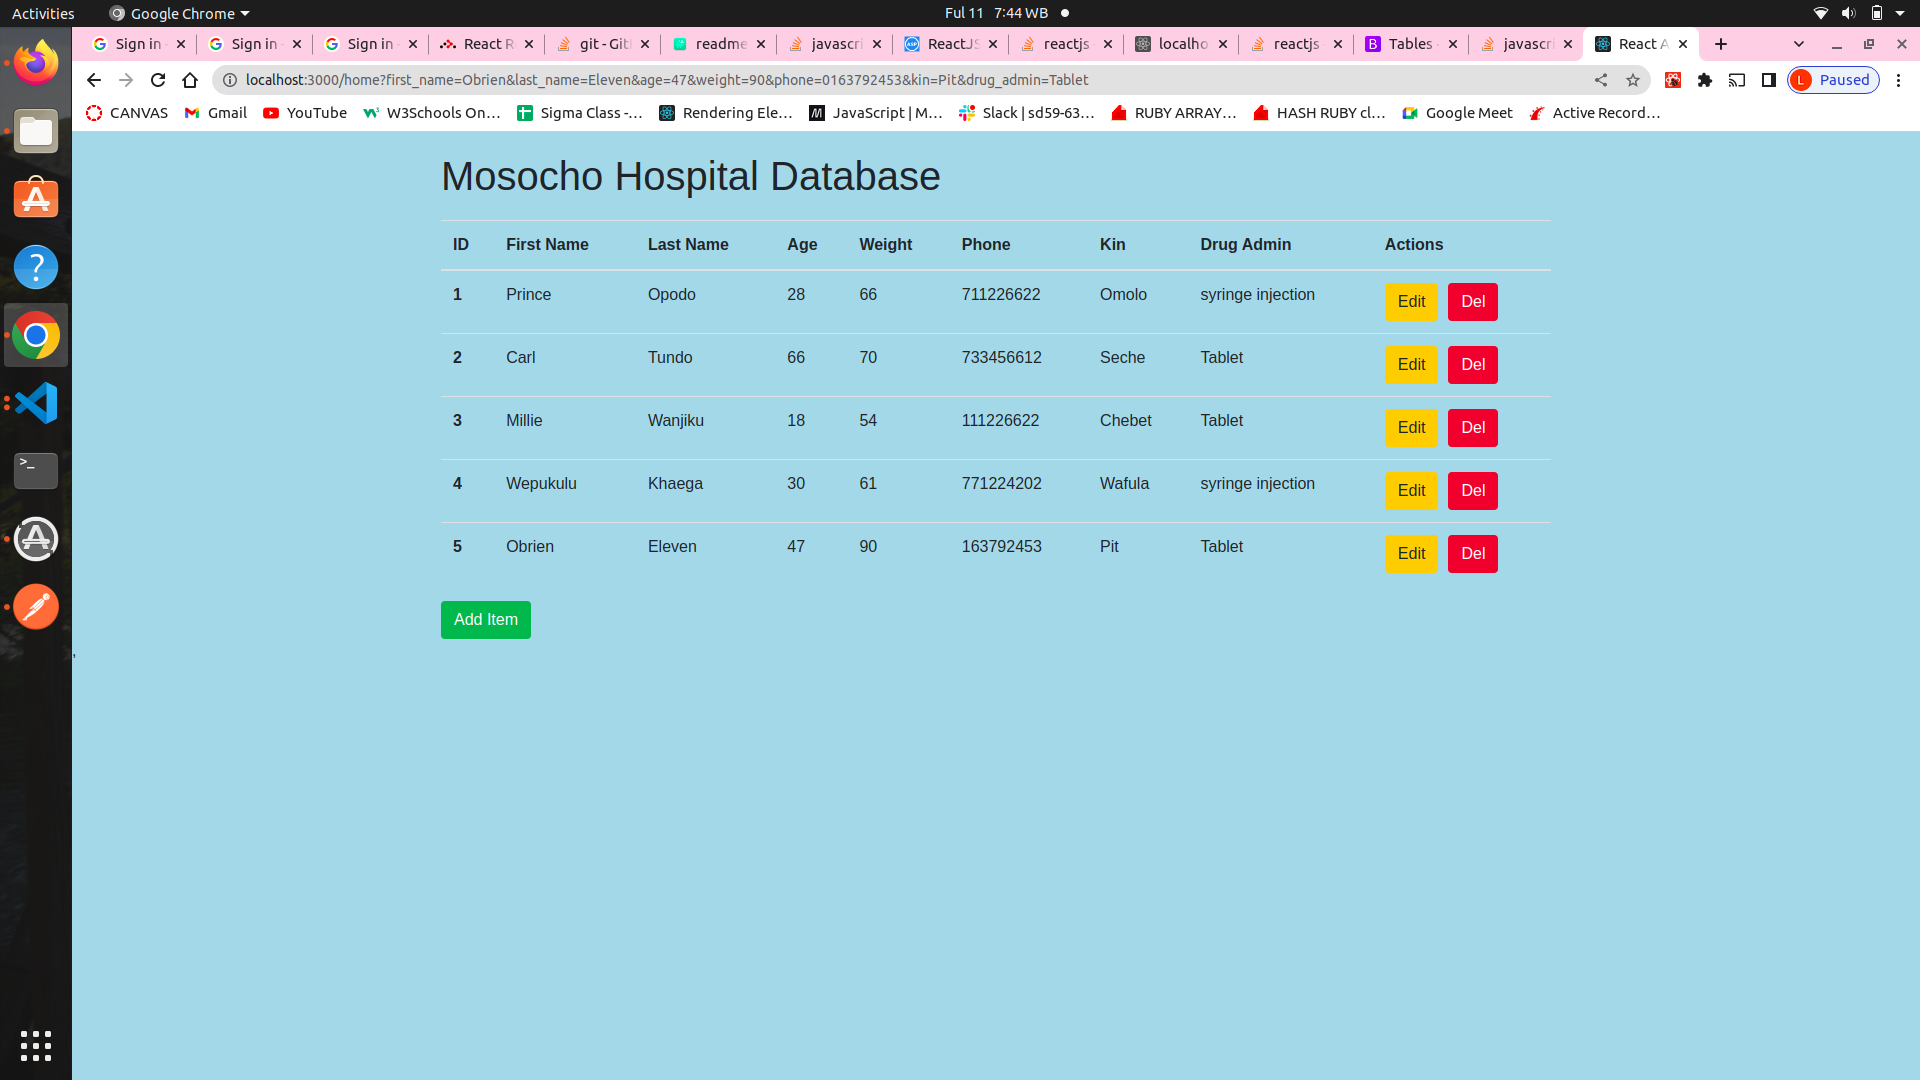 Activities Google Chrome Ful 11 7:44 WB
Sign in Sign in Sign in React R git - Git readme javascri ReactJS reactjs localho reactjs Tables javascri React A
localhost:3000/home?first_name=Obrien&last_name=Eleven&age=47&weight=90&phone=0163792453&kin=Pit&drug_admin=Tablet L Paused
CANVAS Gmail YouTube W3Schools On… Sigma Class -… Rendering Ele… JavaScript | M… Slack | sd59-63… RUBY ARRAY… HASH RUBY cl… Google Meet Active Record…
Mosocho Hospital Database
ID First Name Last Name Age Weight Phone Kin Drug Admin Actions
1 Prince Opodo 28 66 711226622 Omolo syringe injection Edit Del
2 Carl Tundo 66 70 733456612 Seche Tablet Edit Del
3 Millie Wanjiku 18 54 111226622 Chebet Tablet Edit Del
4 Wepukulu Khaega 30 61 771224202 Wafula syringe injection Edit Del
5 Obrien Eleven 47 90 163792453 Pit Tablet Edit Del
Add Item
,